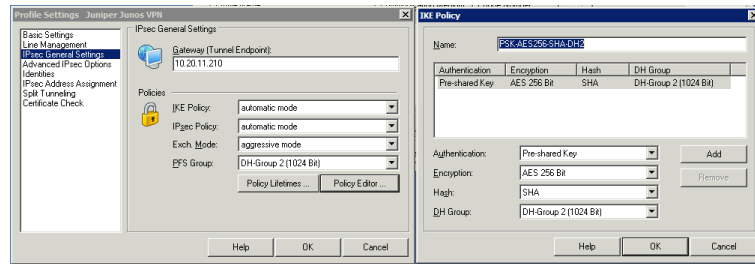 Profile Settings Juniper Junos VPN
Basic Settings
Line Management
IPsec General Settings
Advanced IPsec Options
Identities
IPsec Address Assignment
Split Tunneling
Certificate Check
IPsec General Settings
Gateway (Tunnel Endpoint):
10.20.11.210
Policies
IKE Policy: automatic mode
IPsec Policy: automatic mode
Exch. Mode: aggressive mode
PFS Group: DH-Group 2 (1024 Bit)
Policy Lifetimes ... Policy Editor ...
Help OK Cancel
IKE Policy
Name: PSK-AES256-SHA-DH2
Authentication Encryption Hash DH Group
Pre-shared Key AES 256 Bit SHA DH-Group 2 (1024 Bit)
Authentication: Pre-shared Key Add
Encryption: AES 256 Bit Remove
Hash: SHA
DH Group: DH-Group 2 (1024 Bit)
Help OK Cancel